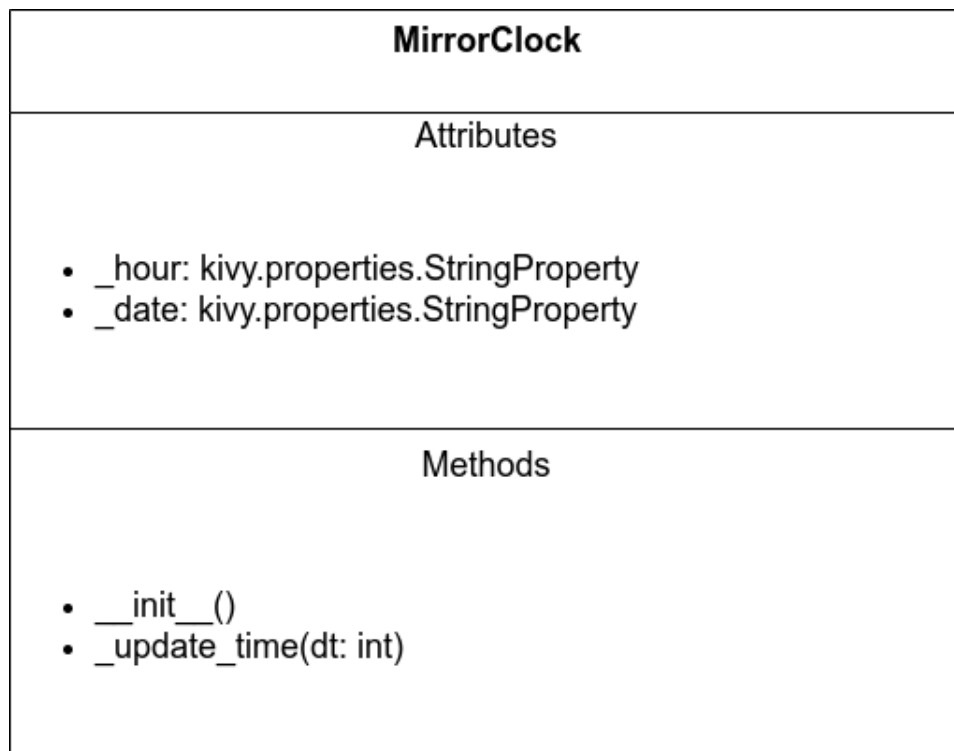 MirrorClock
Attributes
• _hour: kivy.properties.StringProperty
• _date: kivy.properties.StringProperty
Methods
• __init__()
• _update_time(dt: int)